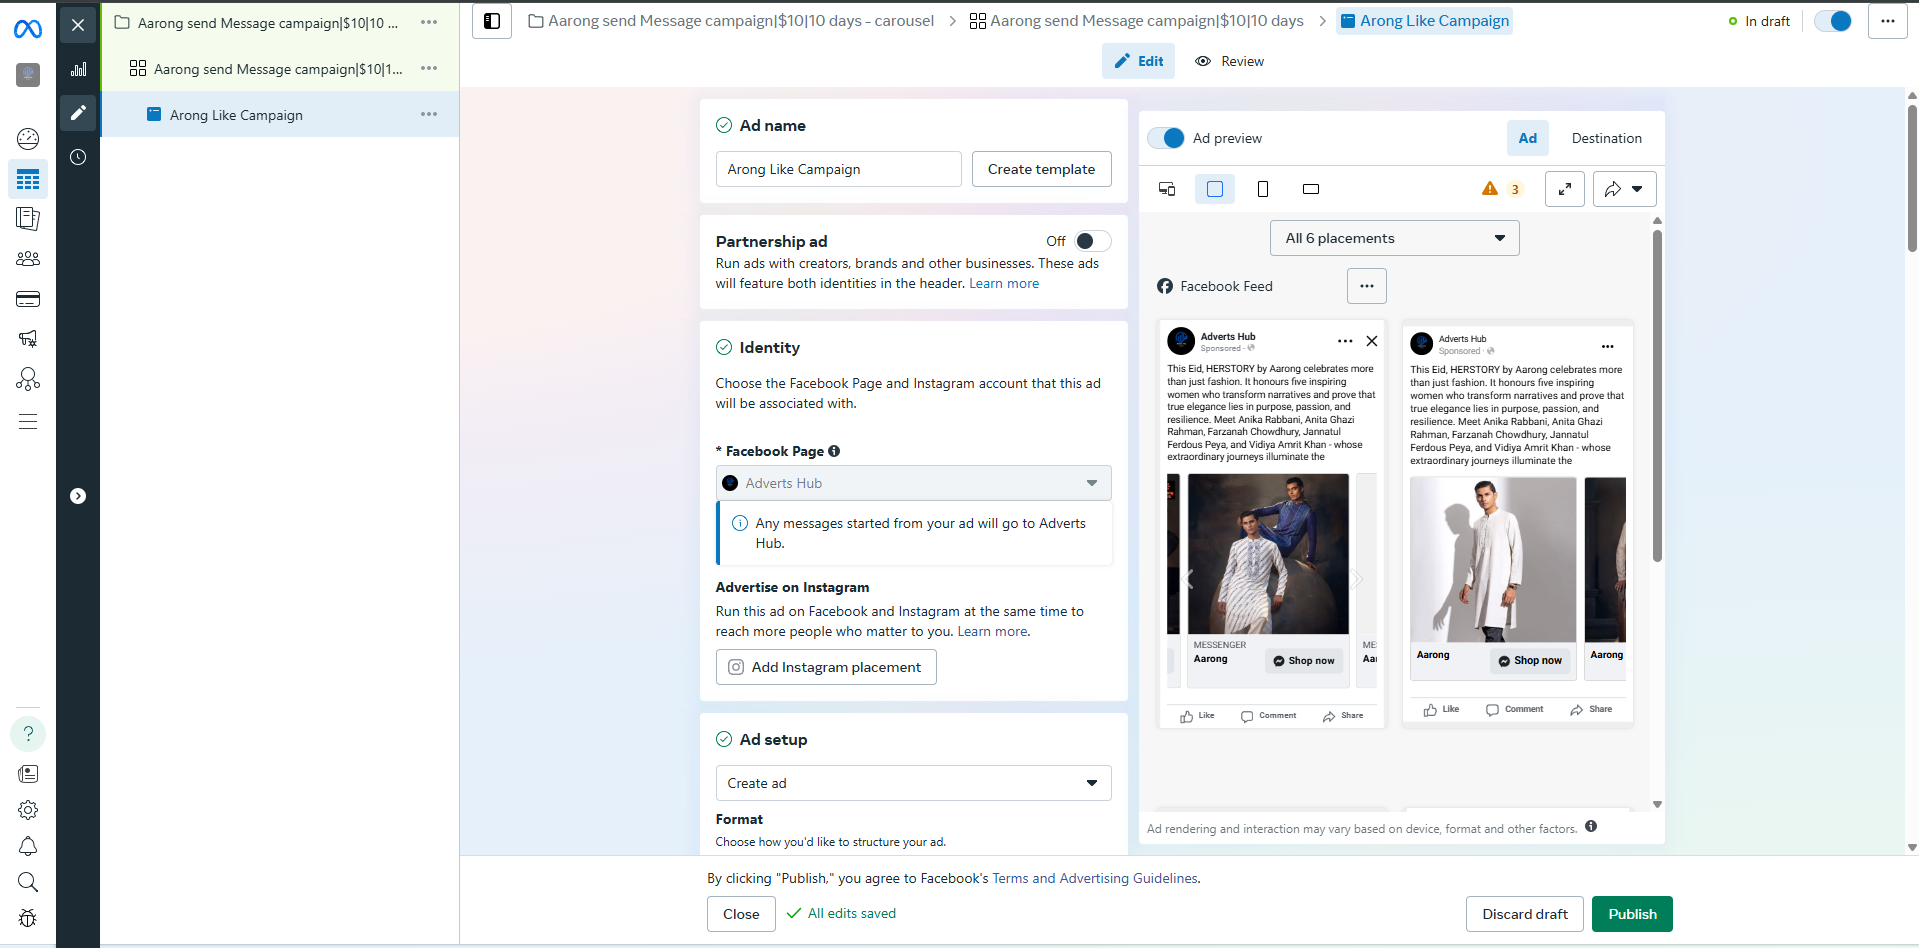 Aarong send Message campaign|$10|10 ...
Aarong send Message campaign|$10|1...
Arong Like Campaign
Aarong send Message campaign|$10|10 days - carousel
Aarong send Message campaign|$10|10 days
Arong Like Campaign
In draft
Edit
Review
Ad name
Arong Like Campaign
Create template
Partnership ad
Off
Run ads with creators, brands and other businesses. These ads
will feature both identities in the header. Learn more
Identity
Choose the Facebook Page and Instagram account that this ad
will be associated with.
* Facebook Page
Adverts Hub
Any messages started from your ad will go to Adverts
Hub.
Advertise on Instagram
Run this ad on Facebook and Instagram at the same time to
reach more people who matter to you. Learn more.
Add Instagram placement
Ad setup
Create ad
Format
Choose how you'd like to structure your ad.
Ad preview
Ad
Destination
3
All 6 placements
Facebook Feed
Adverts Hub
Sponsored ·
This Eid, HERSTORY by Aarong celebrates more
than just fashion. It honours five inspiring
women who transform narratives and prove that
true elegance lies in purpose, passion, and
resilience. Meet Anika Rabbani, Anita Ghazi
Rahman, Farzanah Chowdhury, Jannatul
Ferdous Peya, and Vidiya Amrit Khan - whose
extraordinary journeys illuminate the
MESSENGER
Aarong
Shop now
ME
Aa
Like
Comment
Share
Adverts Hub
Sponsored ·
This Eid, HERSTORY by Aarong celebrates more
than just fashion. It honours five inspiring
women who transform narratives and prove that
true elegance lies in purpose, passion, and
resilience. Meet Anika Rabbani, Anita Ghazi
Rahman, Farzanah Chowdhury, Jannatul
Ferdous Peya, and Vidiya Amrit Khan - whose
extraordinary journeys illuminate the
Aarong
Shop now
Aarong
Like
Comment
Share
Ad rendering and interaction may vary based on device, format and other factors.
By clicking "Publish," you agree to Facebook's Terms and Advertising Guidelines.
Close
All edits saved
Discard draft
Publish